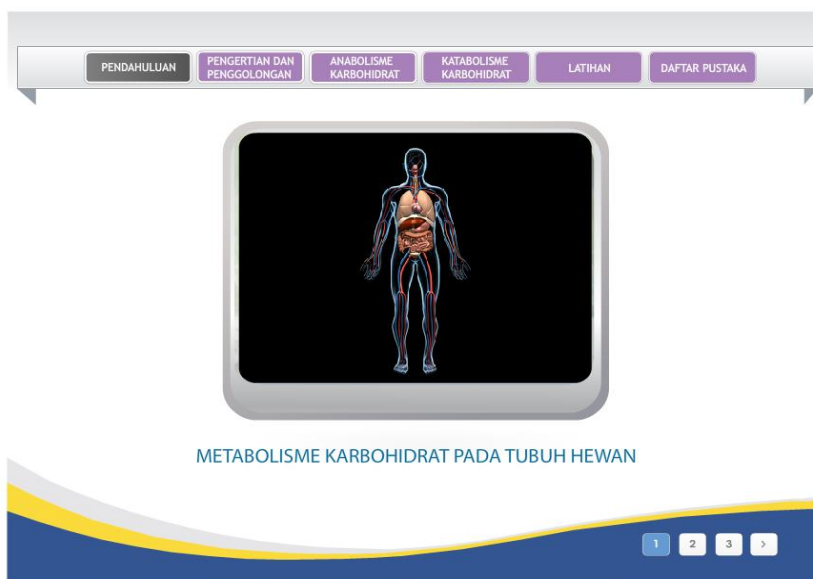 PENDAHULUAN
PENGERTIAN DAN
PENGGOLONGAN
ANABOLISME
KARBOHIDRAT
KATABOLISME
KARBOHIDRAT
LATIHAN
DAFTAR PUSTAKA
METABOLISME KARBOHIDRAT PADA TUBUH HEWAN
1 2 3 >